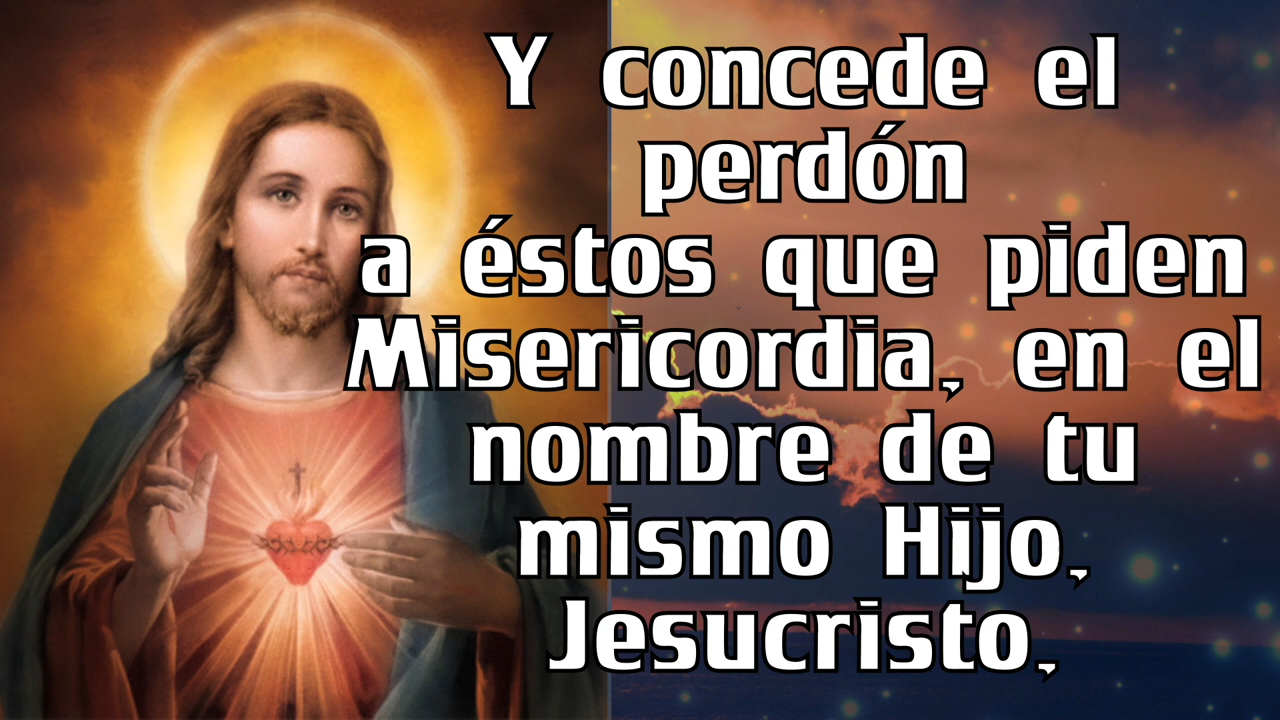 Y concede el
perdón
a éstos que piden
Misericordia, en el
nombre de tu
mismo Hijo,
Jesucristo,